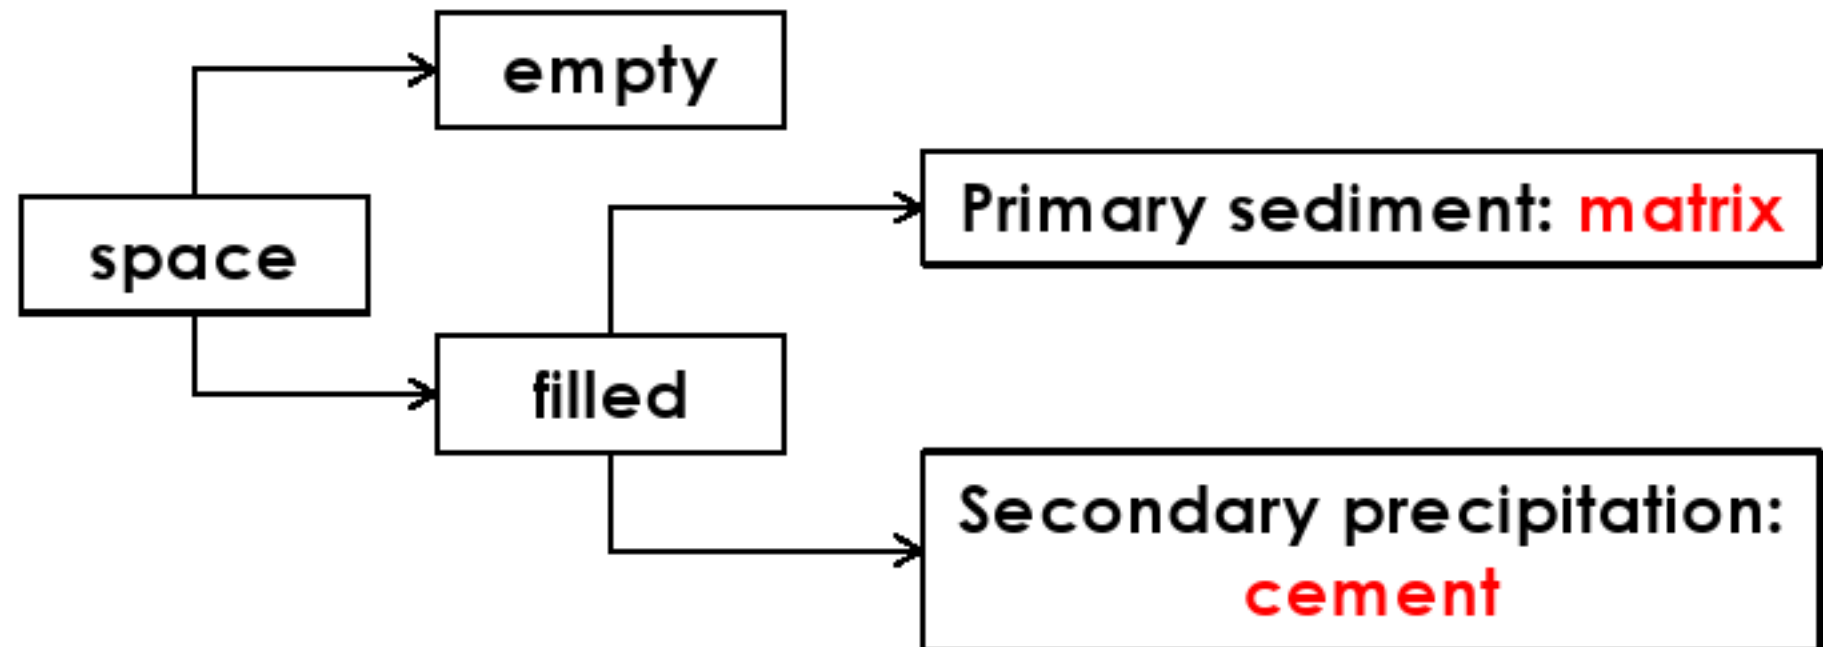 empty
space
Primary sediment: matrix
filled
Secondary precipitation:
cement